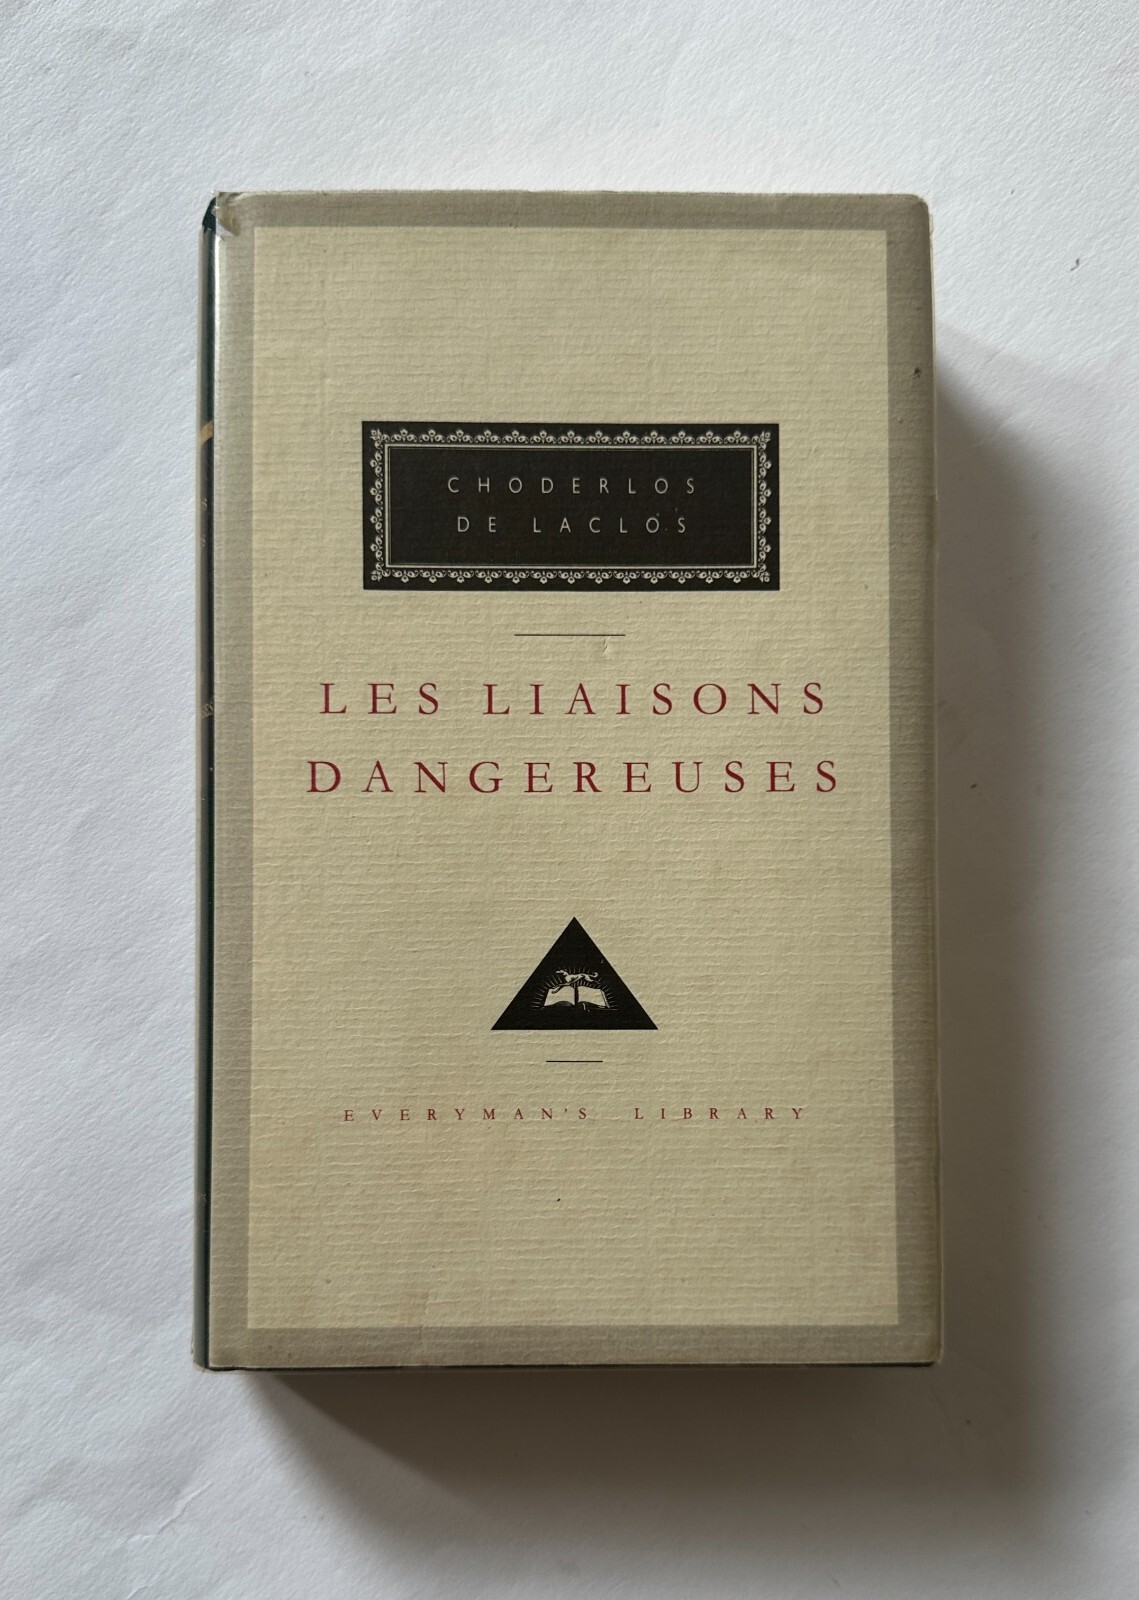 CHODERLOS
DE LACLOS
LES LIAISONS
DANGEREUSES
EVERYMAN'S LIBRARY